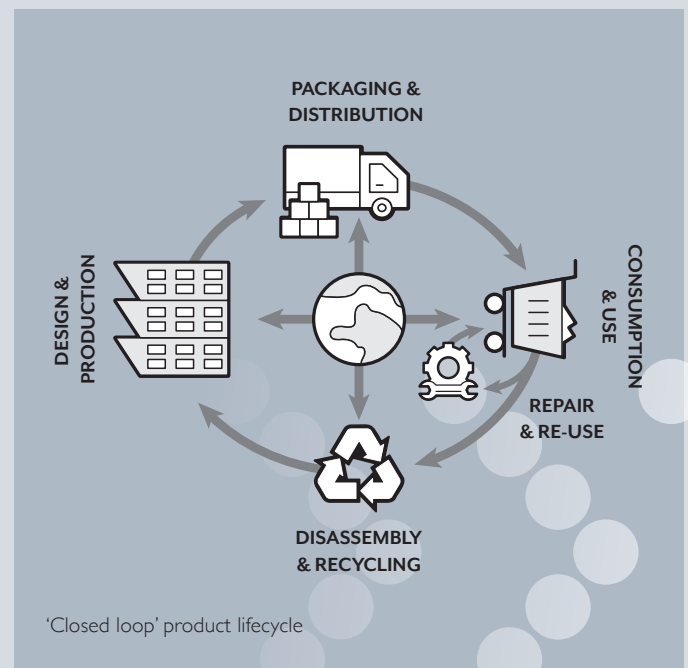 PACKAGING &
DISTRIBUTION
DESIGN &
PRODUCTION
CONSUMPTION
& USE
REPAIR
& RE-USE
DISASSEMBLY
& RECYCLING
‘Closed loop’ product lifecycle